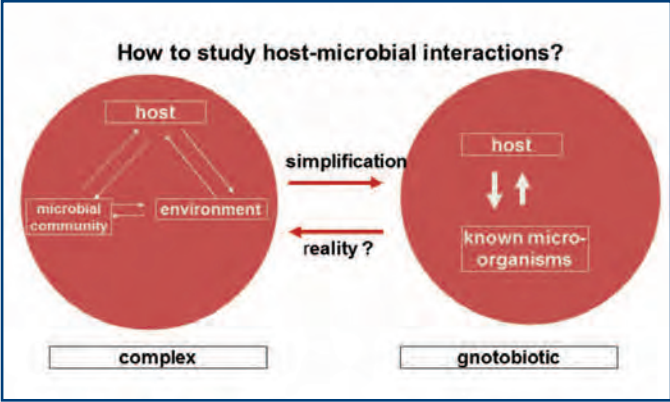 How to study host-microbial interactions?
host
microbial
community
environment
simplification
reality ?
host
known micro-
organisms
complex
gnotobiotic